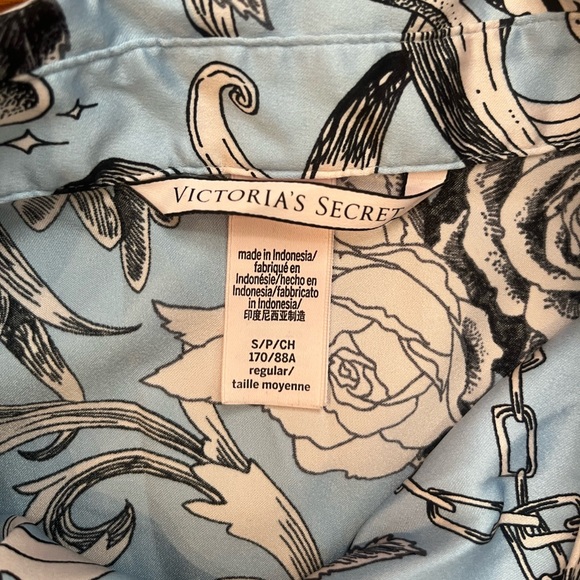 VICTORIA'S SECRET
made in Indonesia/
fabriqué en
Indonésie/hecho en
Indonesia/fabbricato
in Indonesia/
印度尼西亚制造
S/P/CH
170/88A
regular/
taille moyenne